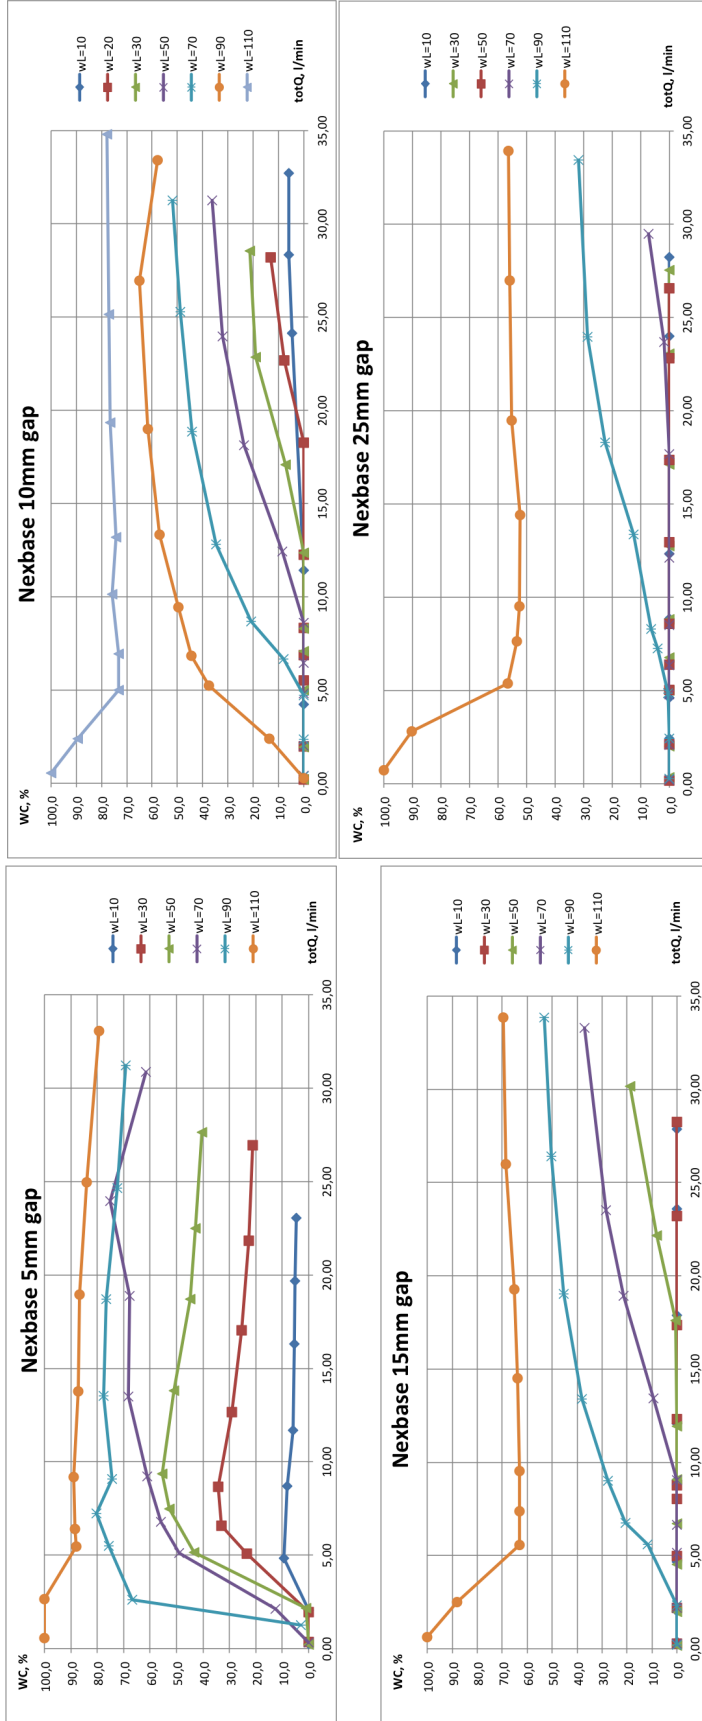 Nexbase 5mm gap
WC, %
100,0
90,0
80,0
70,0
60,0
50,0
40,0
30,0
20,0
10,0
0,0
0,00 5,00 10,00 15,00 20,00 25,00 30,00 35,00
totQ, l/min
wL=10
wL=30
wL=50
wL=70
wL=90
wL=110
Nexbase 10mm gap
WC, %
100,0
90,0
80,0
70,0
60,0
50,0
40,0
30,0
20,0
10,0
0,0
0,00 5,00 10,00 15,00 20,00 25,00 30,00 35,00
totQ, l/min
wL=10
wL=20
wL=30
wL=50
wL=70
wL=90
wL=110
Nexbase 15mm gap
WC, %
100,0
90,0
80,0
70,0
60,0
50,0
40,0
30,0
20,0
10,0
0,0
0,00 5,00 10,00 15,00 20,00 25,00 30,00 35,00
totQ, l/min
wL=10
wL=30
wL=50
wL=70
wL=90
wL=110
Nexbase 25mm gap
WC, %
100,0
90,0
80,0
70,0
60,0
50,0
40,0
30,0
20,0
10,0
0,0
0,00 5,00 10,00 15,00 20,00 25,00 30,00 35,00
totQ, l/min
wL=10
wL=30
wL=50
wL=70
wL=90
wL=110